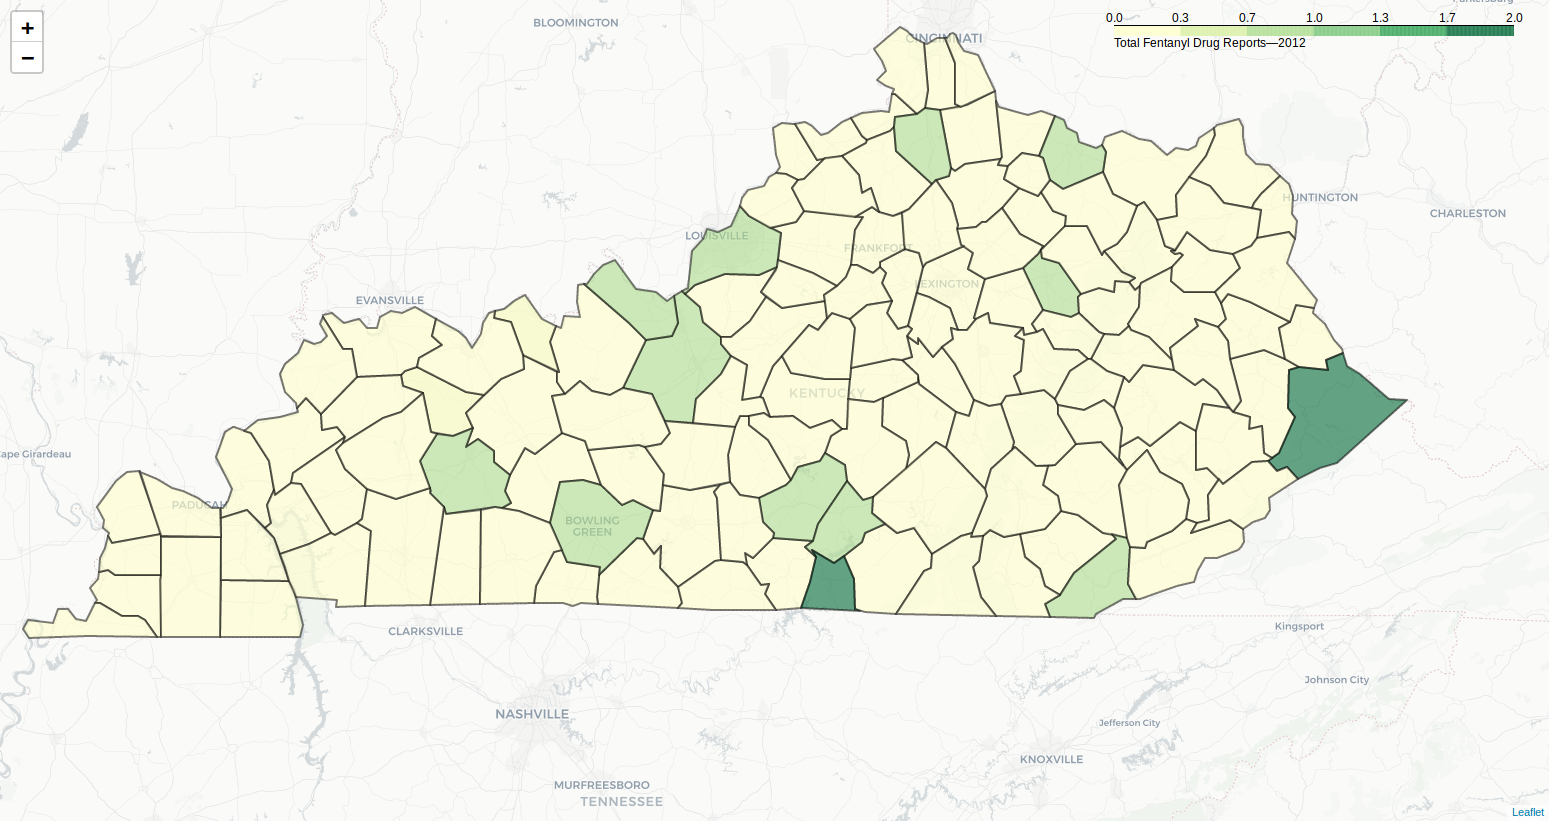 +
−
0.0 0.3 0.7 1.0 1.3 1.7 2.0
Total Fentanyl Drug Reports—2012
BLOOMINGTON
CINCINNATI
HUNTINGTON
CHARLESTON
LOUISVILLE
FRANKFORT
LEXINGTON
EVANSVILLE
KENTUCKY
Cape Girardeau
PADUCAH
BOWLING
GREEN
CLARKSVILLE
Kingsport
Johnson City
NASHVILLE
Jefferson City
KNOXVILLE
MURFREESBORO
TENNESSEE
Leaflet